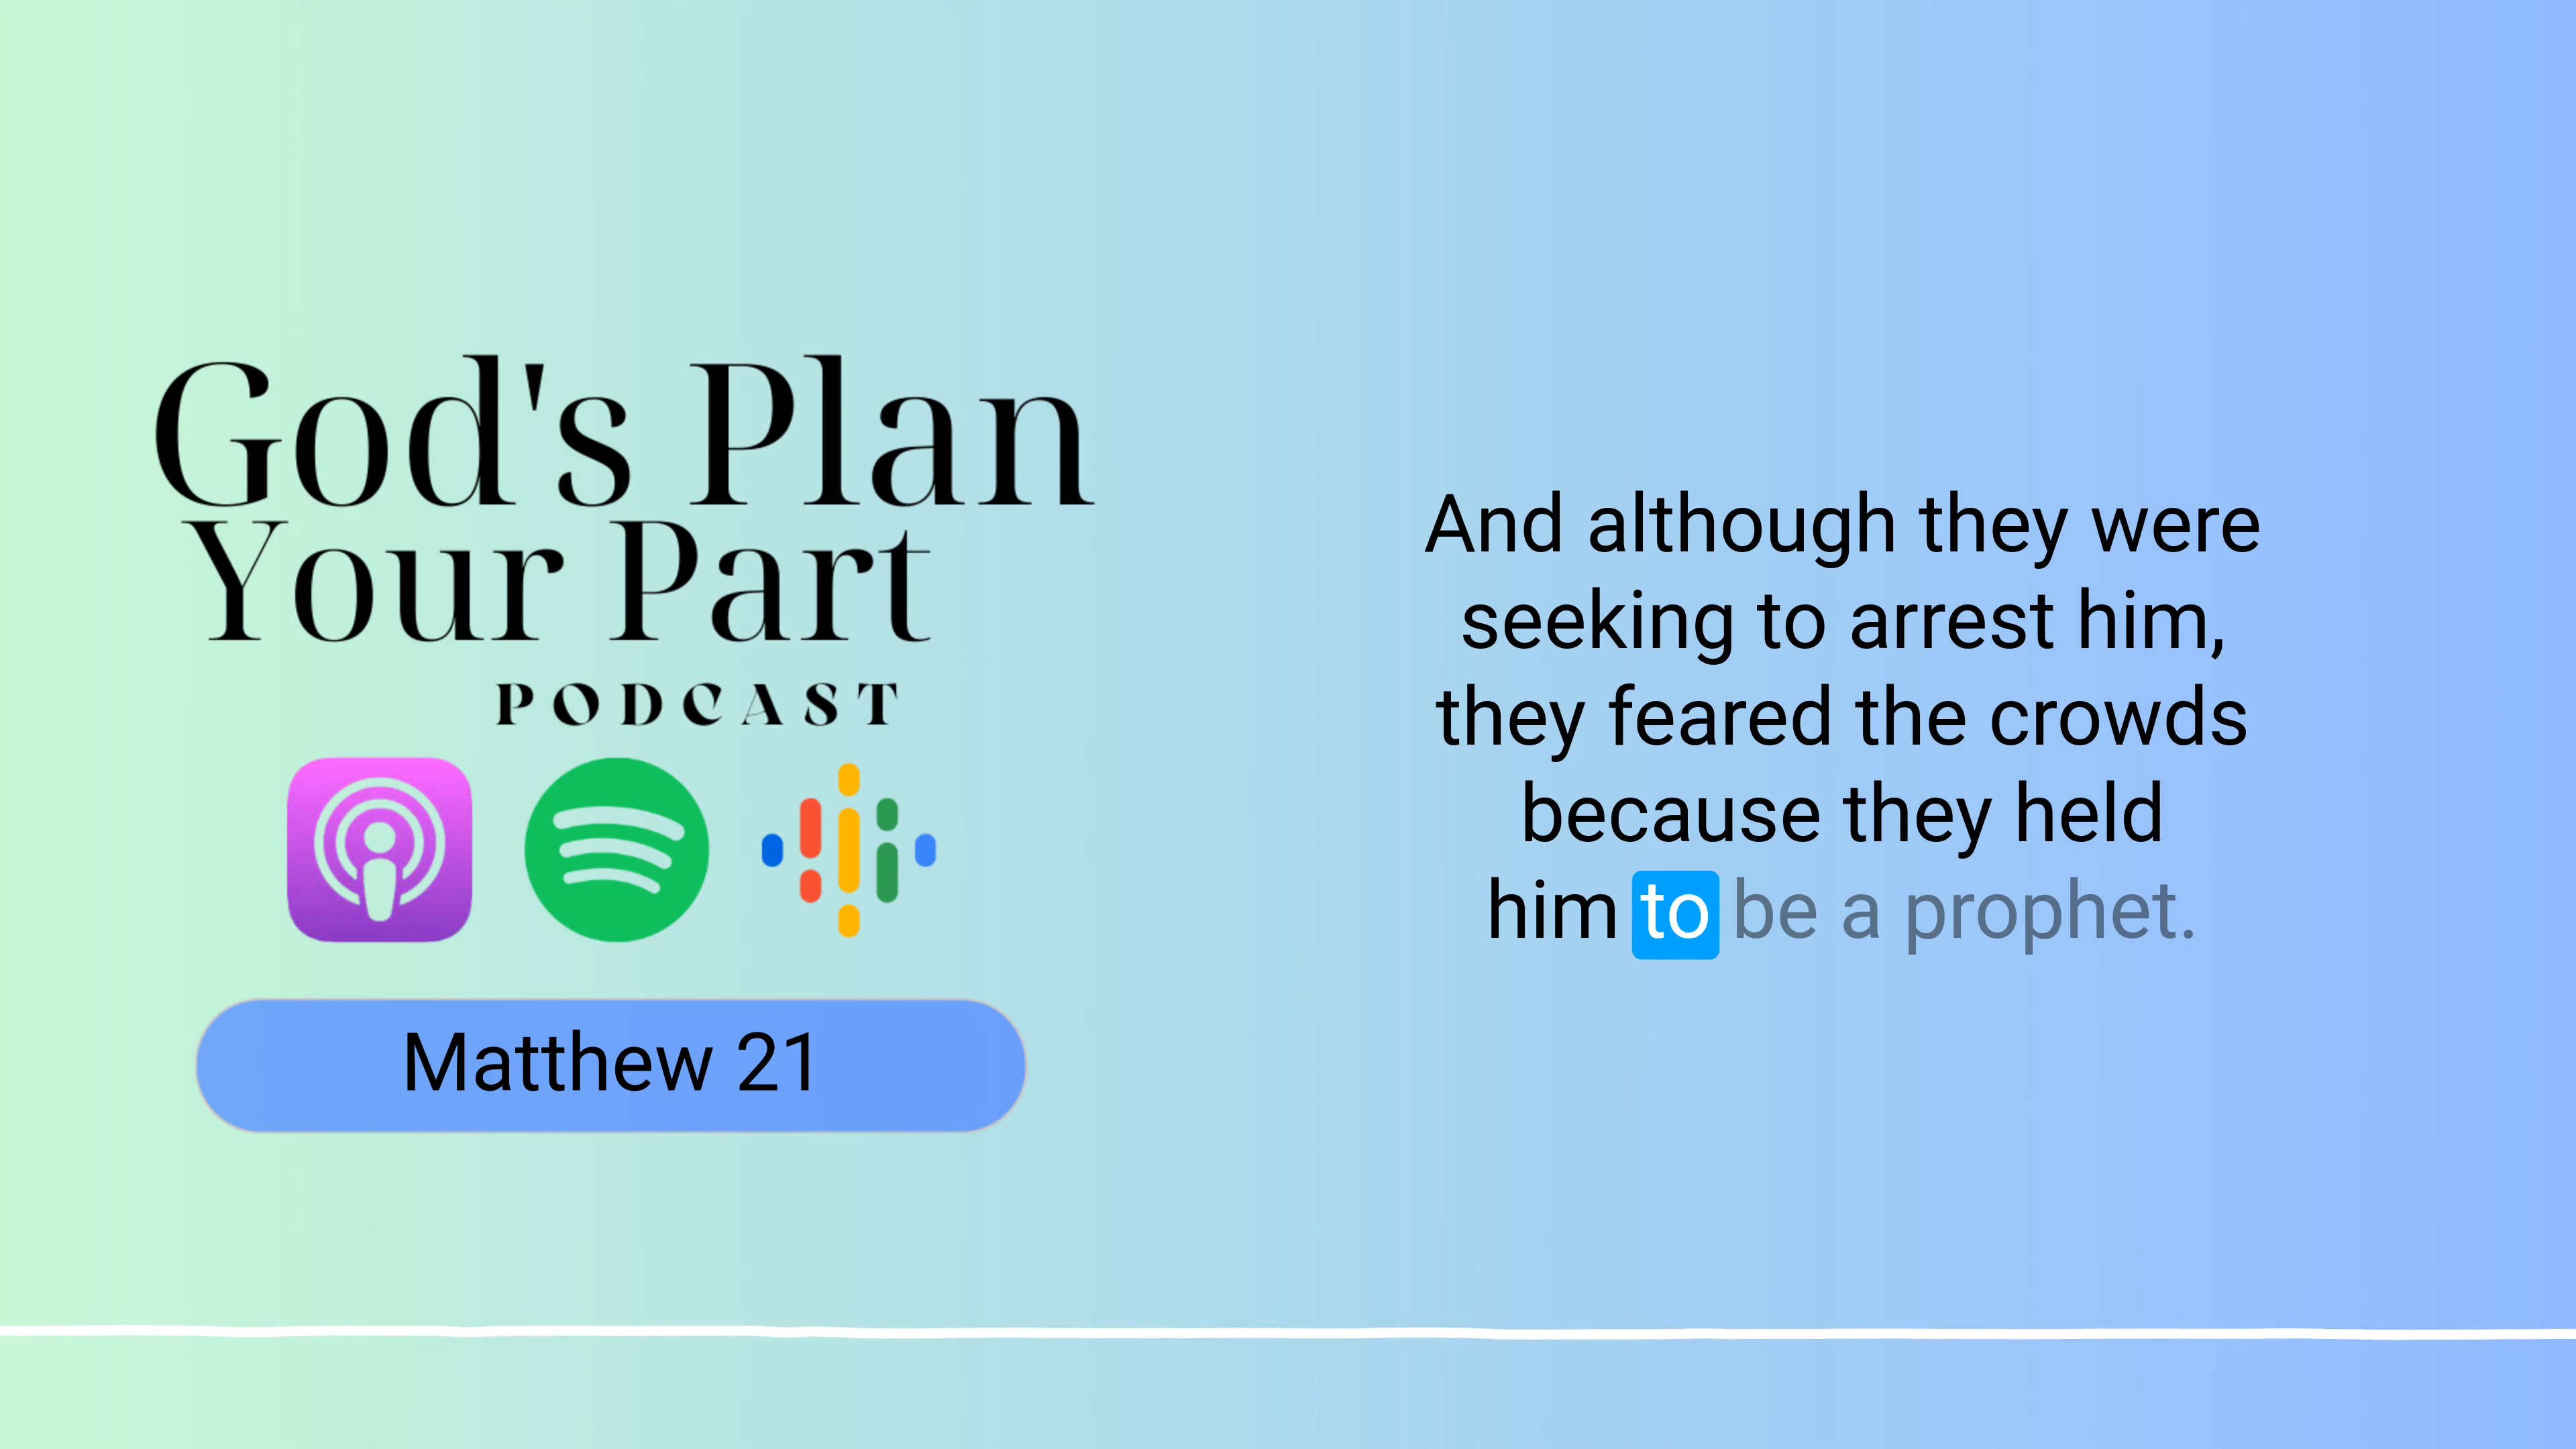 God's Plan
Your Part
PODCAST
Matthew 21
And although they were
seeking to arrest him,
they feared the crowds
because they held
him to be a prophet.